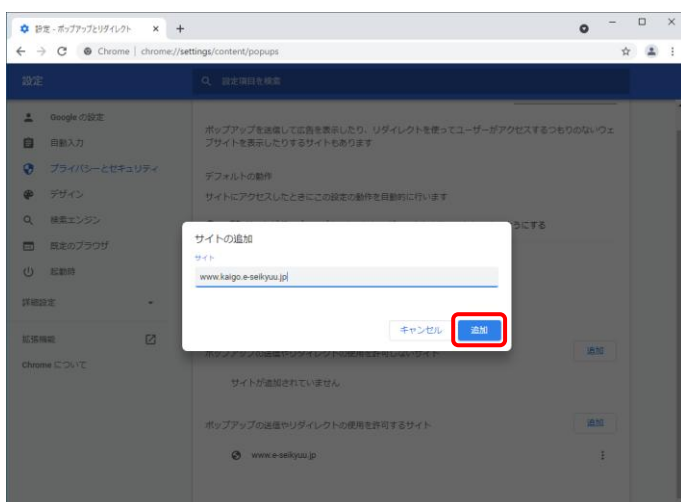 設定 - ポップアップとリダイレクト
Chrome | chrome://settings/content/popups
設定
設定項目を検索
Google の設定
自動入力
プライバシーとセキュリティ
デザイン
検索エンジン
既定のブラウザ
起動時
詳細設定
拡張機能
Chrome について
ポップアップを送信して広告を表示したり、リダイレクトを使ってユーザーがアクセスするつもりのないウェ
ブサイトを表示したりするサイトもあります
デフォルトの動作
サイトにアクセスしたときにこの設定の動作を自動的に行います
うにする
サイトの追加
サイト
www.kaigo.e-seikyuu.jp
キャンセル
追加
ポップアップの送信やリダイレクトの使用を許可しないサイト
追加
サイトが追加されていません
ポップアップの送信やリダイレクトの使用を許可するサイト
追加
www.e-seikyuu.jp